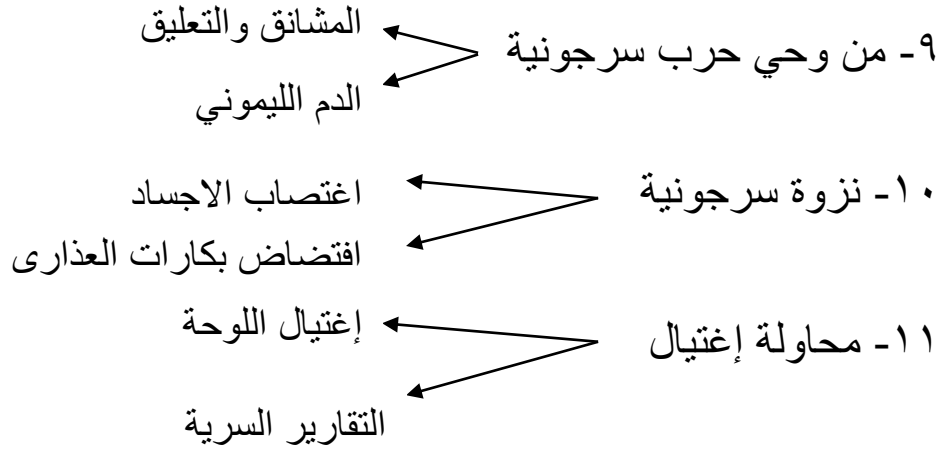 ٩- من وحي حرب سرجونية
المشانق والتعليق
الدم الليموني
١٠- نزوة سرجونية
اغتصاب الاجساد
افتضاض بكارات العذارى
١١- محاولة إغتيال
إغتيال اللوحة
التقارير السرية